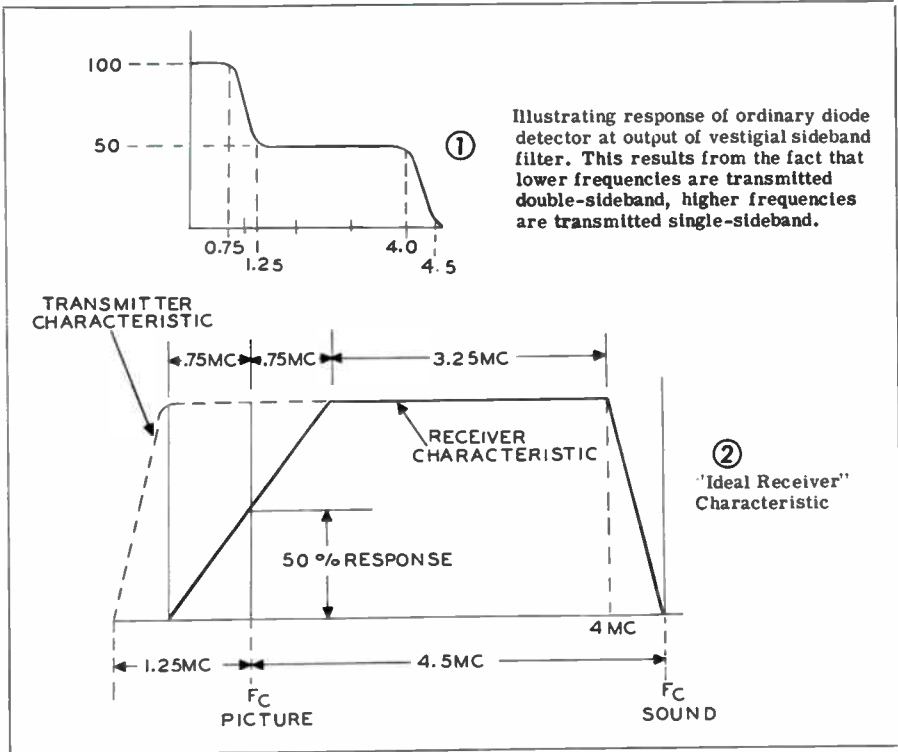 100
50
0.75
1.25
4.0
4.5
①
Illustrating response of ordinary diode
detector at output of vestigial sideband
filter. This results from the fact that
lower frequencies are transmitted
double-sideband, higher frequencies
are transmitted single-sideband.
TRANSMITTER
CHARACTERISTIC
.75MC
.75MC
3.25MC
RECEIVER
CHARACTERISTIC
②
"Ideal Receiver"
Characteristic
50 % RESPONSE
4 MC
1.25MC
4.5MC
FC
PICTURE
FC
SOUND